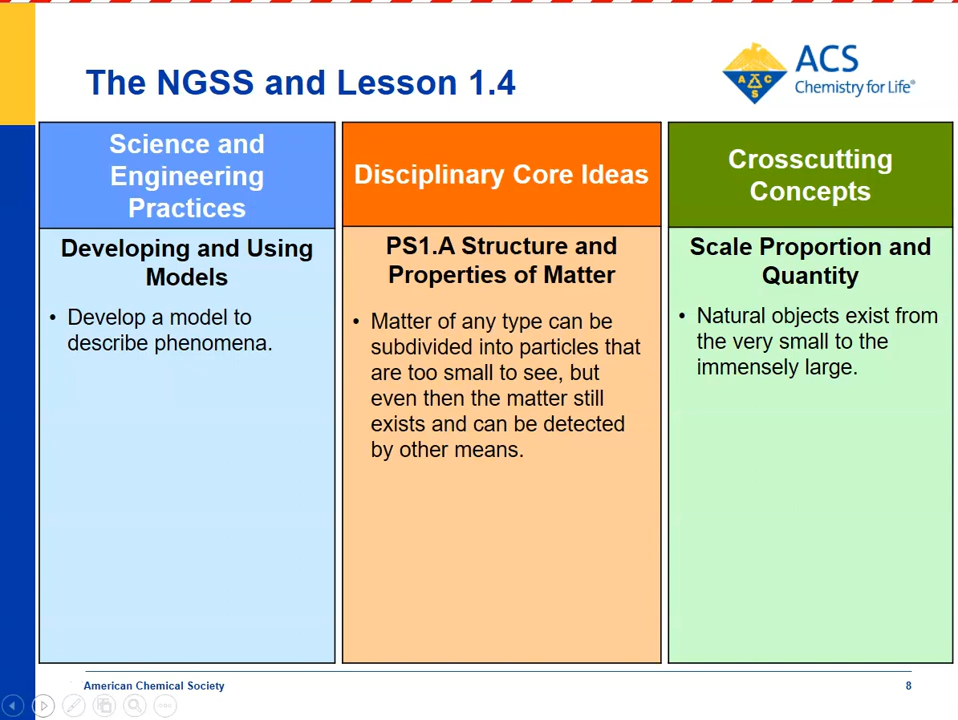 The NGSS and Lesson 1.4
ACS
Chemistry for Life®
A C S
Science and
Engineering
Practices
Developing and Using
Models
• Develop a model to
describe phenomena.
Disciplinary Core Ideas
PS1.A Structure and
Properties of Matter
• Matter of any type can be
subdivided into particles that
are too small to see, but
even then the matter still
exists and can be detected
by other means.
Crosscutting
Concepts
Scale Proportion and
Quantity
• Natural objects exist from
the very small to the
immensely large.
American Chemical Society
8